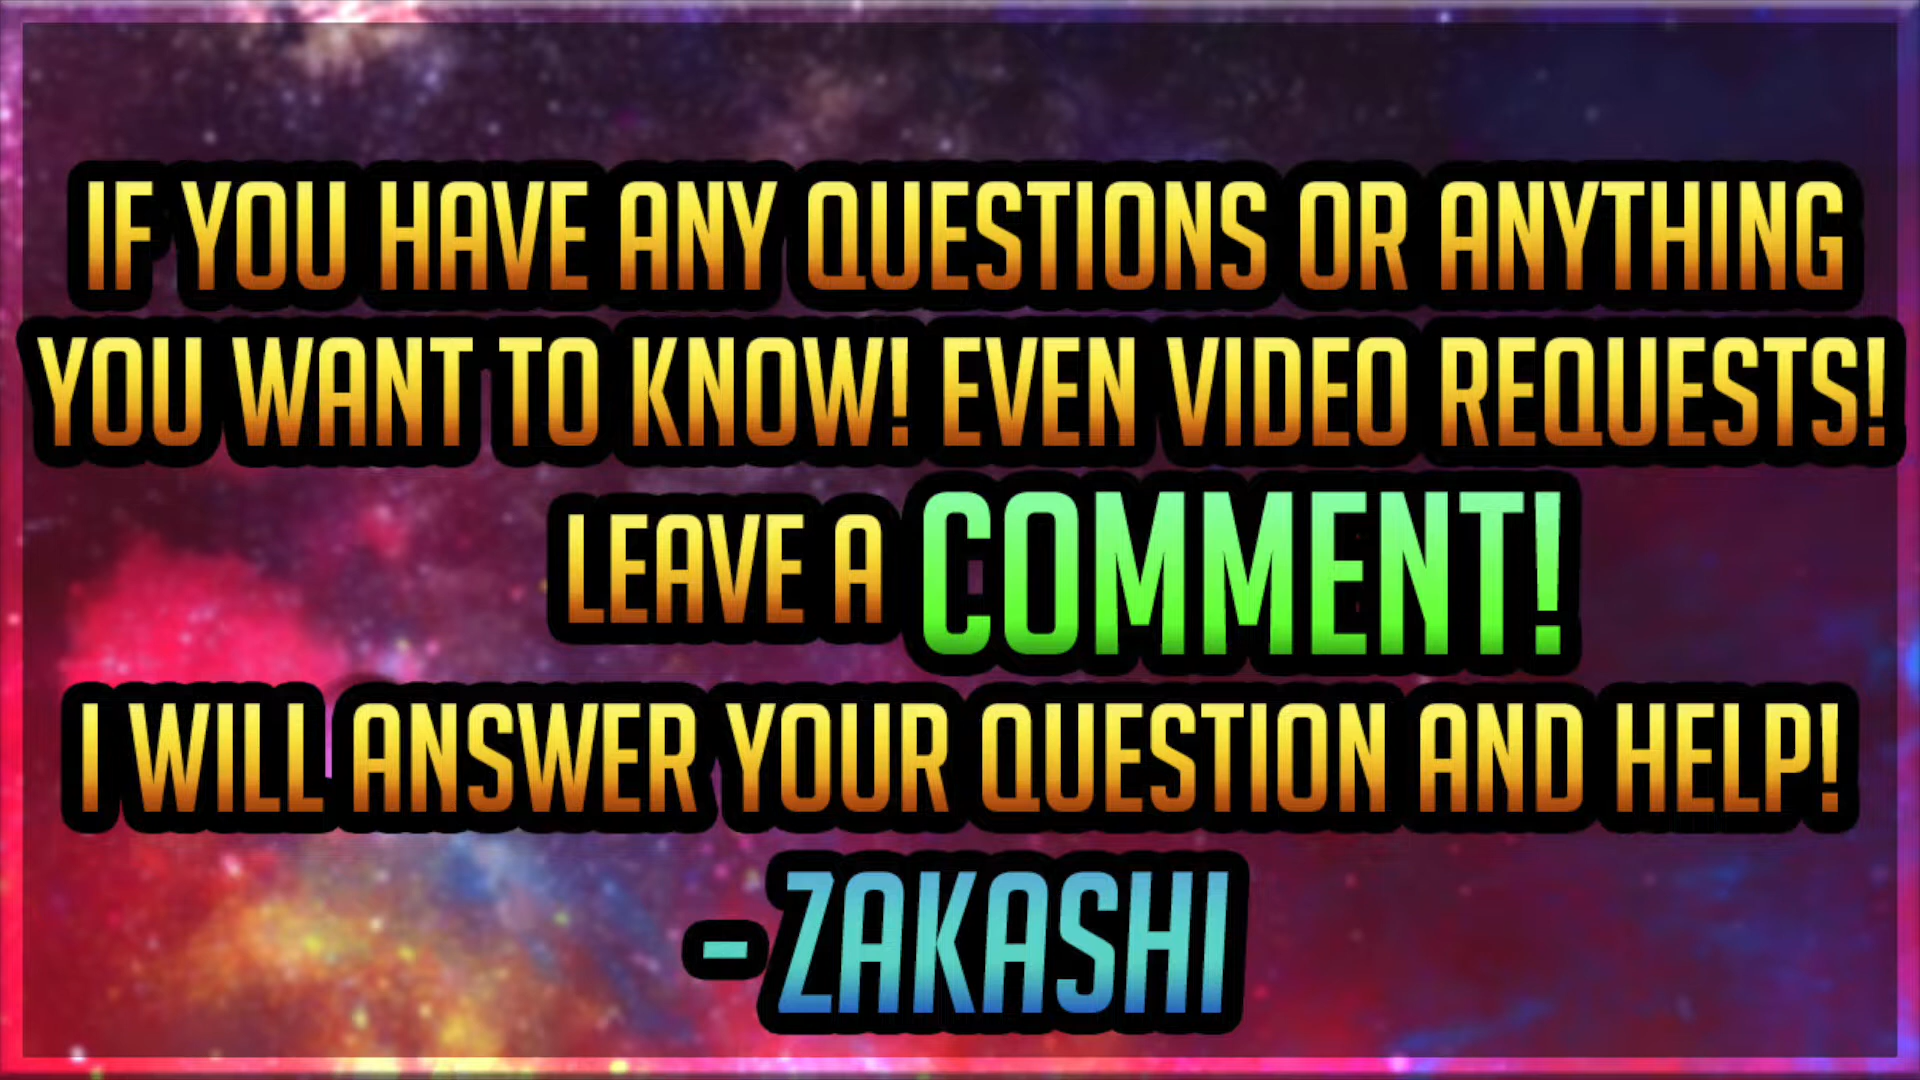 IF YOU HAVE ANY QUESTIONS OR ANYTHING
YOU WANT TO KNOW! EVEN VIDEO REQUESTS!
LEAVE A COMMENT!
I WILL ANSWER YOUR QUESTION AND HELP!
- ZAKASHI